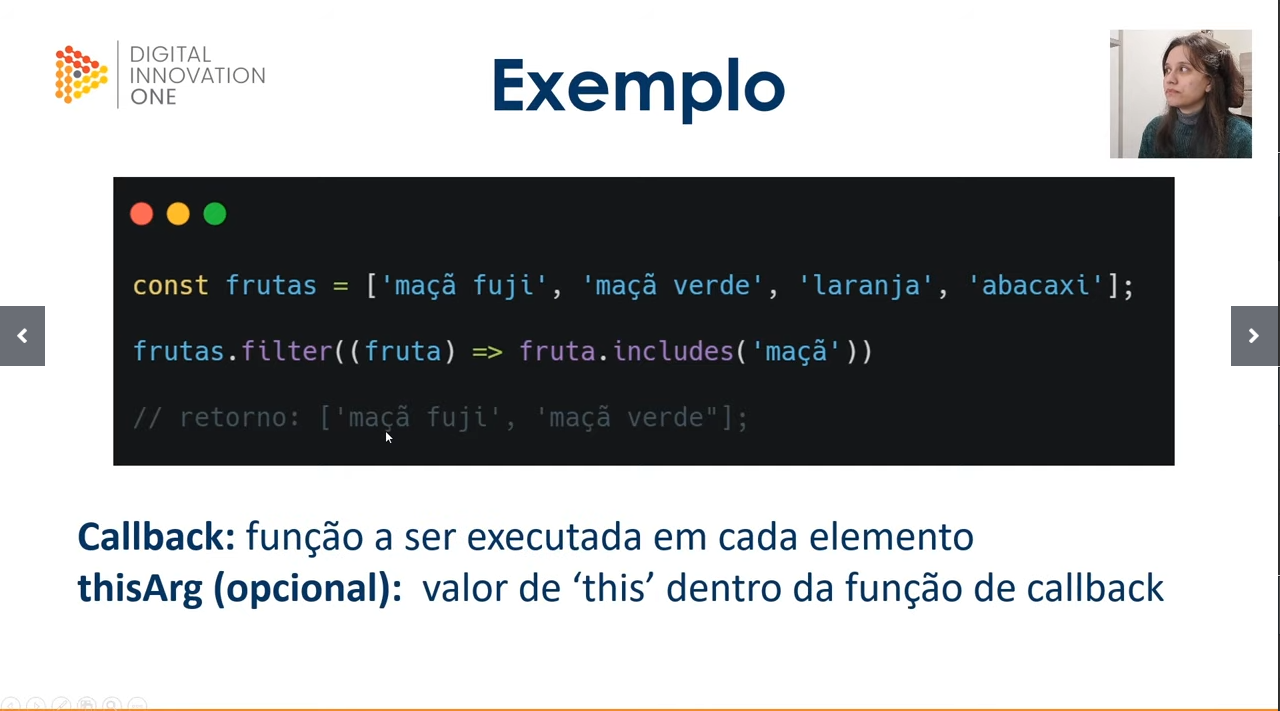 DIGITAL
INNOVATION
ONE
Exemplo
const frutas = ['maçã fuji', 'maçã verde', 'laranja', 'abacaxi'];
frutas.filter((fruta) => fruta.includes('maçã'))
// retorno: ['maçã fuji', 'maçã verde"];
Callback: função a ser executada em cada elemento
thisArg (opcional): valor de ‘this’ dentro da função de callback